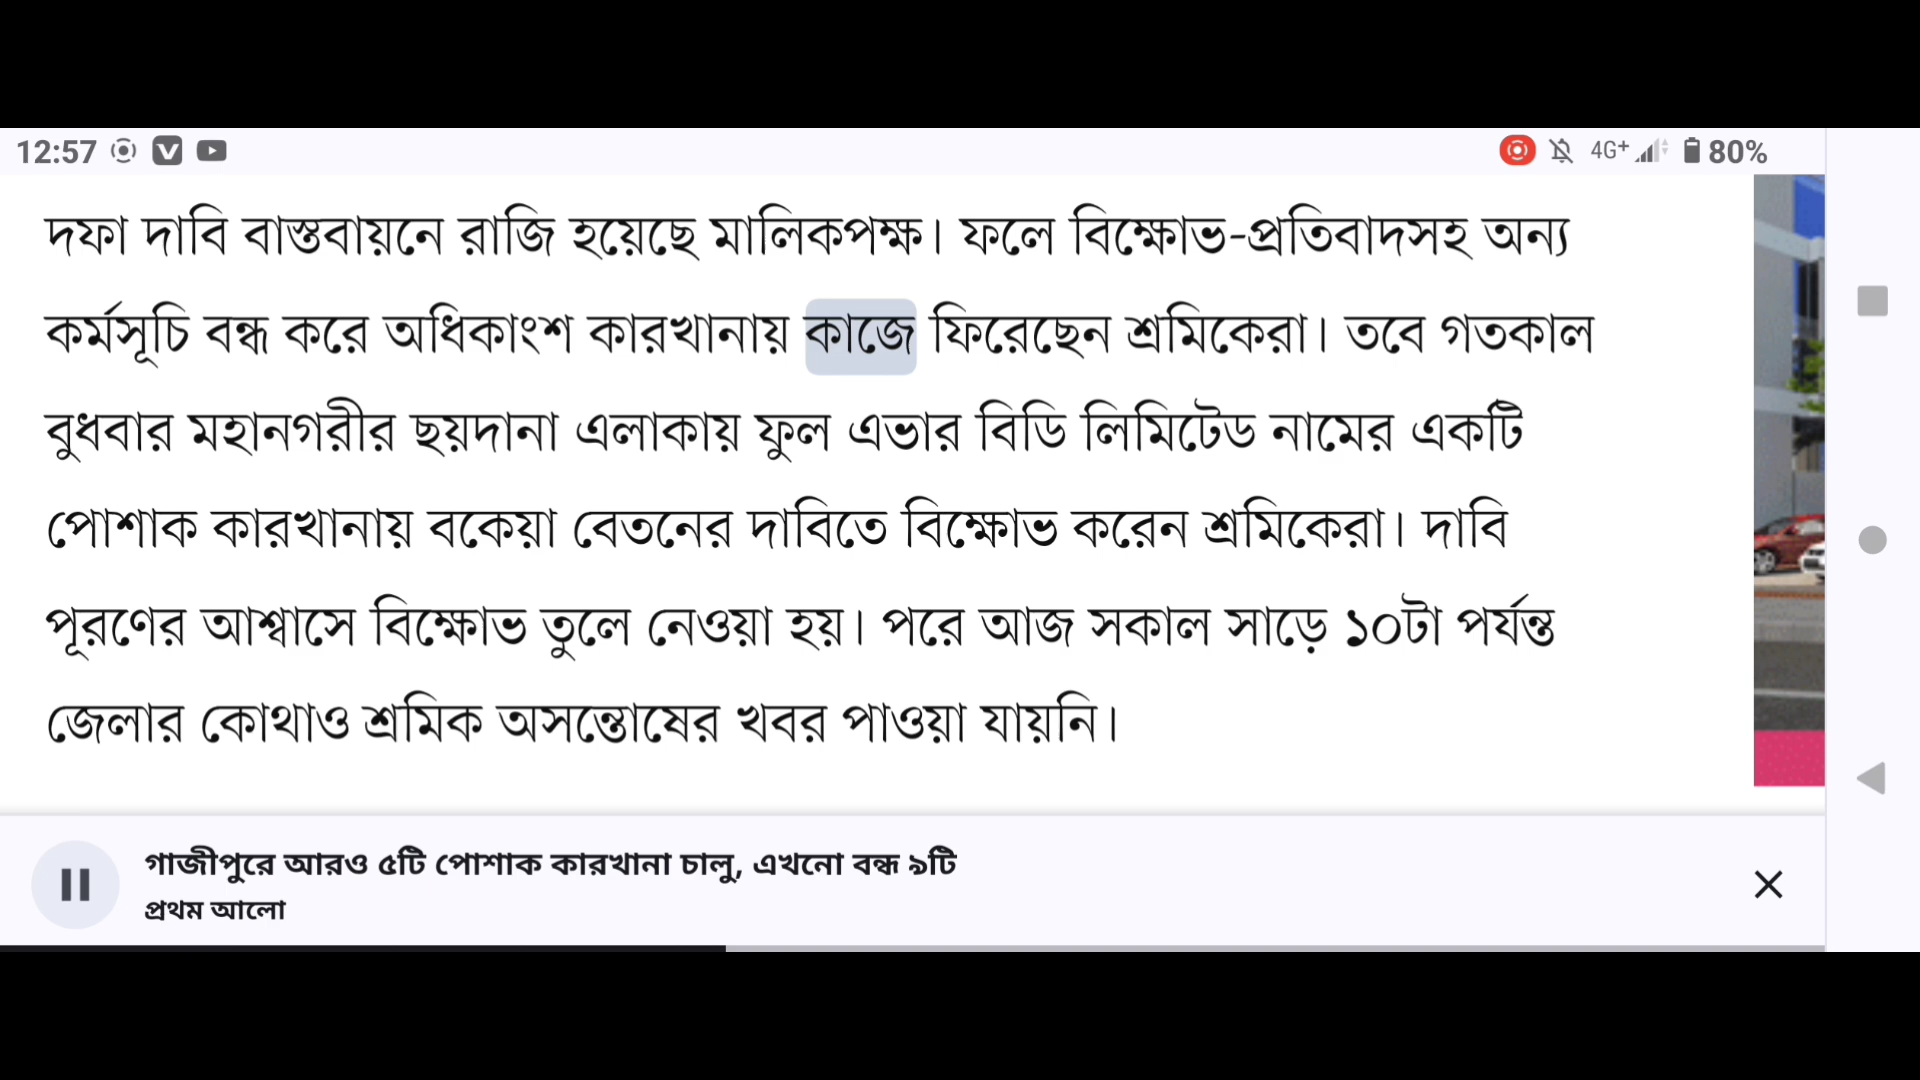 12:57
4G+ 80%
দফা দাবি বাস্তবায়নে রাজি হয়েছে মালিকপক্ষ। ফলে বিক্ষোভ-প্রতিবাদসহ অন্য
কর্মসূচি বন্ধ করে অধিকাংশ কারখানায় কাজে ফিরেছেন শ্রমিকেরা। তবে গতকাল
বুধবার মহানগরীর ছয়দানা এলাকায় ফুল এভার বিডি লিমিটেড নামের একটি
পোশাক কারখানায় বকেয়া বেতনের দাবিতে বিক্ষোভ করেন শ্রমিকেরা। দাবি
পূরণের আশ্বাসে বিক্ষোভ তুলে নেওয়া হয়। পরে আজ সকাল সাড়ে ১০টা পর্যন্ত
জেলার কোথাও শ্রমিক অসন্তোষের খবর পাওয়া যায়নি।
গাজীপুরে আরও ৫টি পোশাক কারখানা চালু, এখনো বন্ধ ৯টি
প্রথম আলো